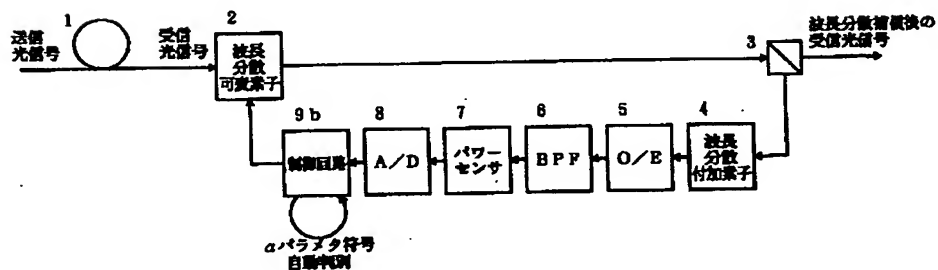 1
送信
光信号
受信
光信号
2
波長
分散
可変素子
3
波長分散補償後の
受信光信号
9b
制御回路
8
A/D
7
パワー
センサ
6
BPF
5
O/E
4
波長
分散
付加素子
αパラメタ符号
自動判別